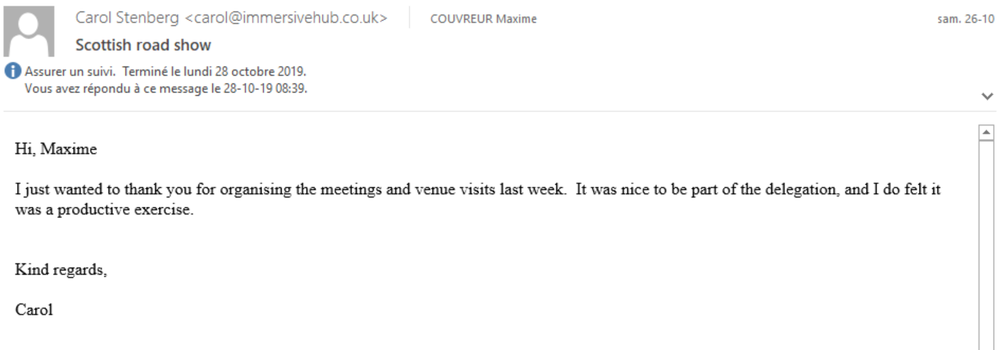 Carol Stenberg <carol@immersivehub.co.uk> COUVREUR Maxime sam. 26-10
Scottish road show
Assurer un suivi. Terminé le lundi 28 octobre 2019.
Vous avez répondu à ce message le 28-10-19 08:39.
Hi, Maxime
I just wanted to thank you for organising the meetings and venue visits last week. It was nice to be part of the delegation, and I do felt it
was a productive exercise.
Kind regards,
Carol